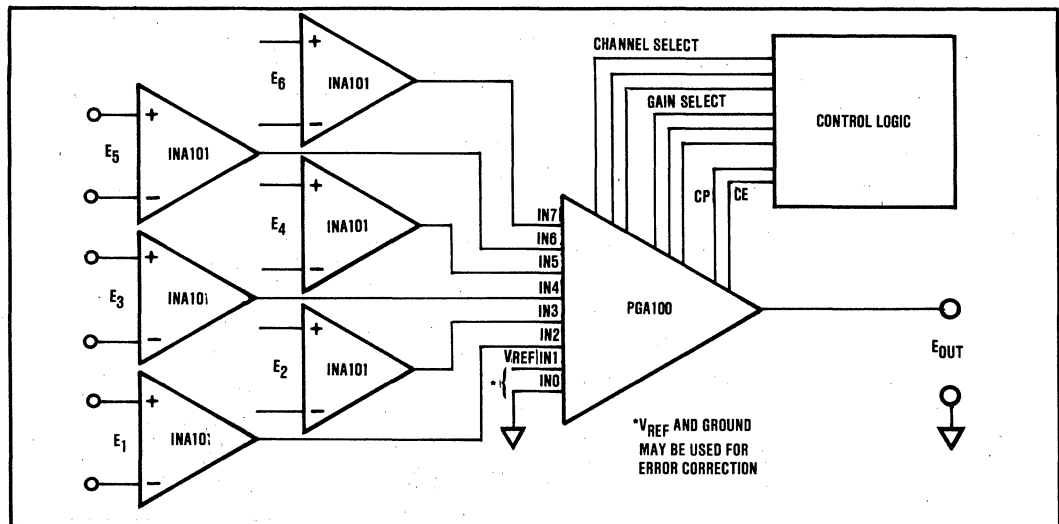 CHANNEL SELECT
GAIN SELECT
CONTROL LOGIC
CP
CE
+
E6
INA101
−
+
E5
INA101
−
+
E4
INA101
−
+
E3
INA101
−
+
E2
INA101
−
+
E1
INA101
−
IN7
IN6
IN5
IN4
IN3
IN2
VREF IN1
* IN0
PGA100
EOUT
*VREF AND GROUND
MAY BE USED FOR
ERROR CORRECTION